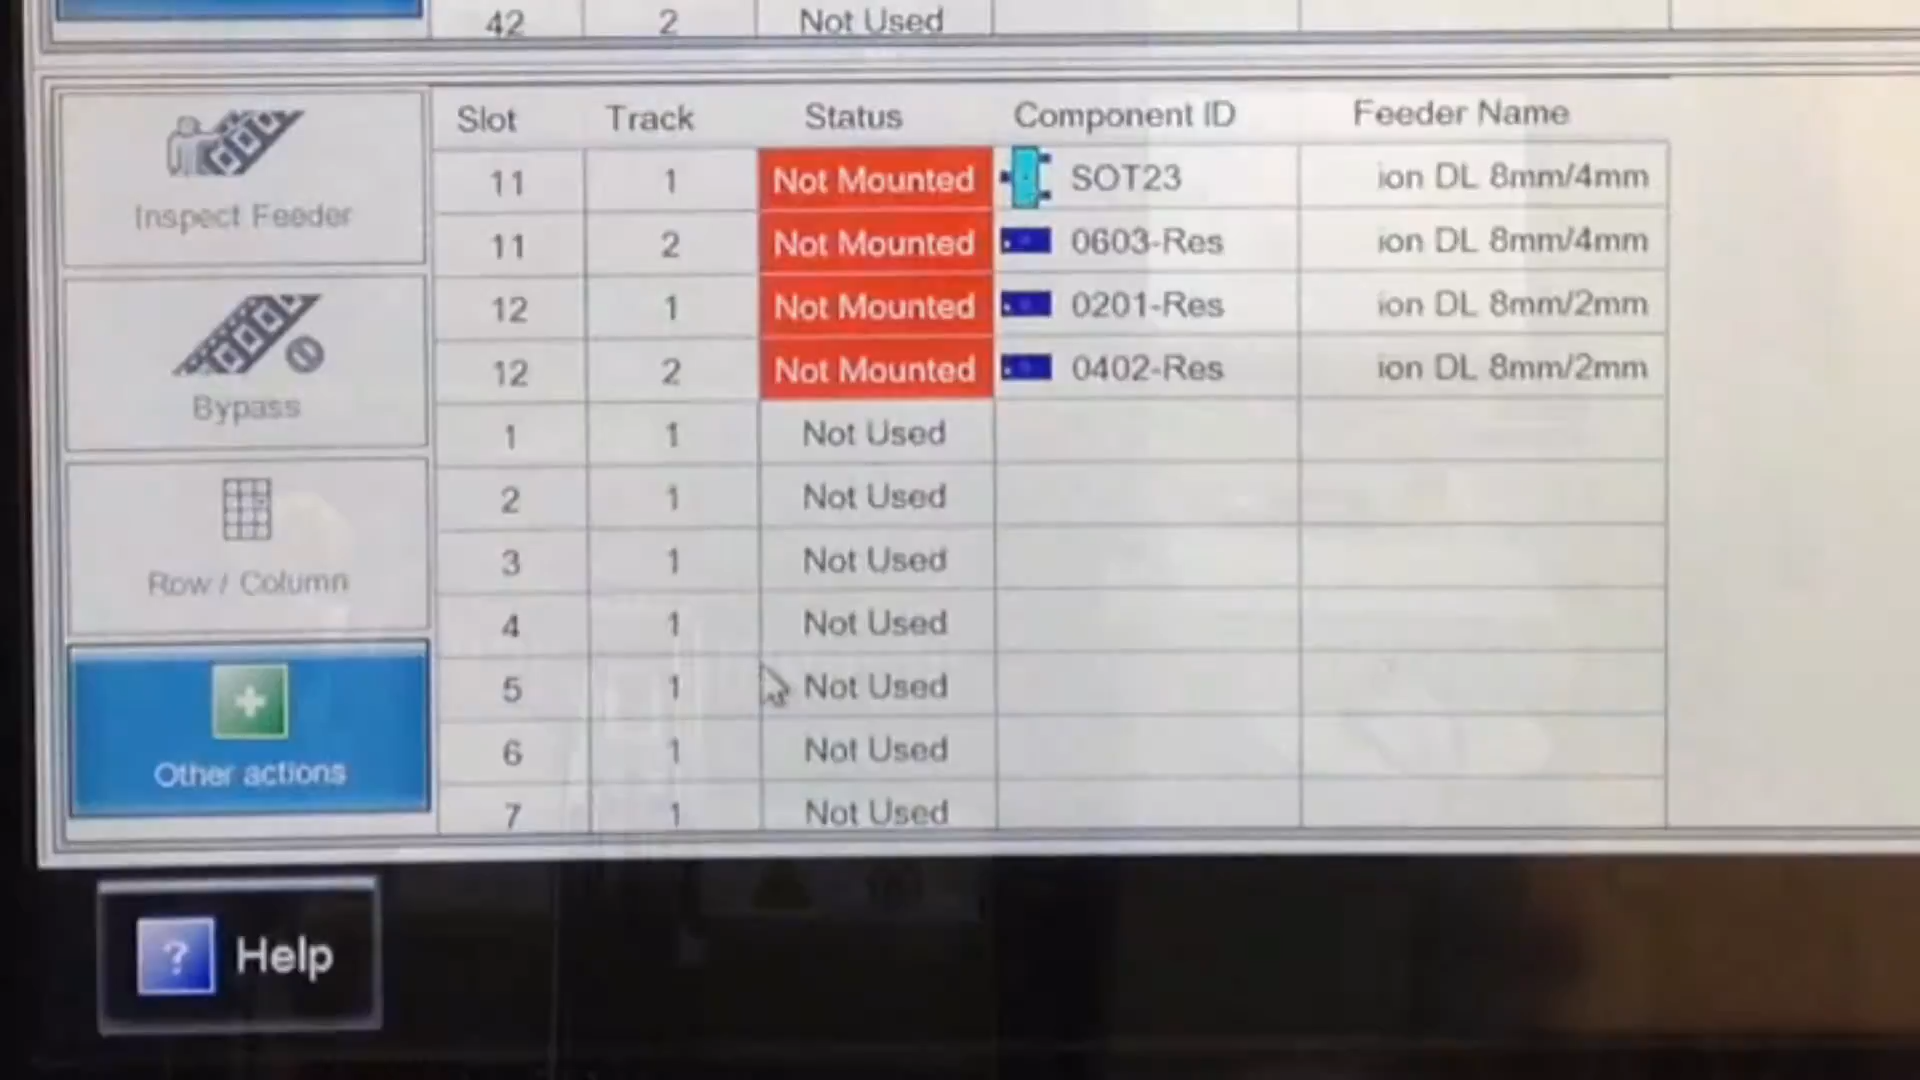 42 2 Not Used
Slot Track Status Component ID Feeder Name
11 1 Not Mounted SOT23 ion DL 8mm/4mm
11 2 Not Mounted 0603-Res ion DL 8mm/4mm
12 1 Not Mounted 0201-Res ion DL 8mm/2mm
12 2 Not Mounted 0402-Res ion DL 8mm/2mm
1 1 Not Used
2 1 Not Used
3 1 Not Used
4 1 Not Used
5 1 Not Used
6 1 Not Used
7 1 Not Used
Inspect Feeder
Bypass
Row / Column
Other actions
? Help